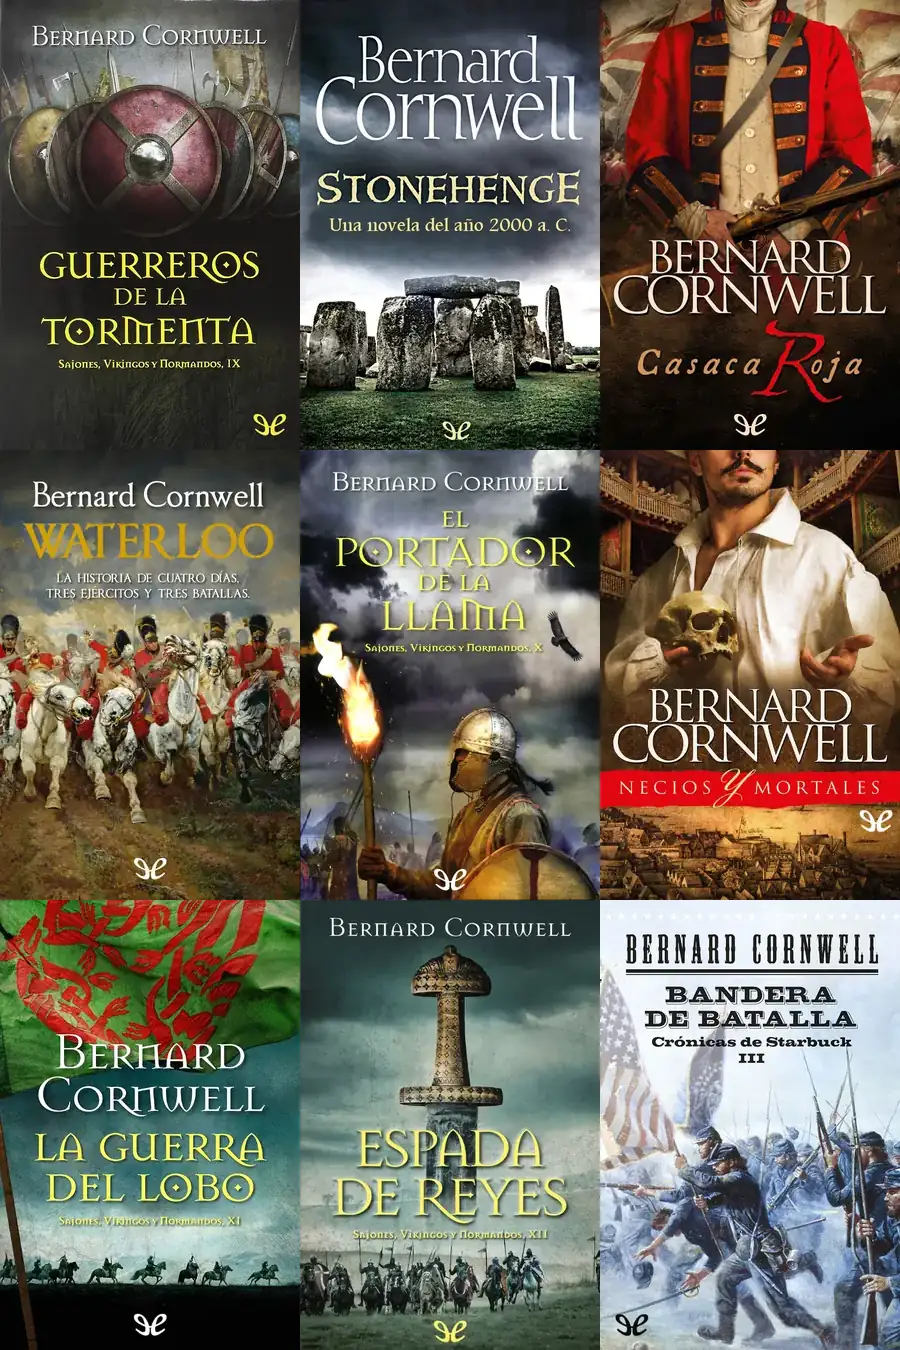 BERNARD CORNWELL
GUERREROS
DE LA
TORMENTA
SAJONES, VIKINGOS Y NORMANDOS, IX
Bernard
Cornwell
STONEHENGE
Una novela del año 2000 a. C.
BERNARD
CORNWELL
Casaca Roja
Bernard Cornwell
WATERLOO
LA HISTORIA DE CUATRO DÍAS,
TRES EJÉRCITOS Y TRES BATALLAS.
BERNARD CORNWELL
EL
PORTADOR
DE LA
LLAMA
SAJONES, VIKINGOS Y NORMANDOS, X
BERNARD
CORNWELL
NECIOS Y MORTALES
BERNARD
CORNWELL
LA GUERRA
DEL LOBO
SAJONES, VIKINGOS Y NORMANDOS, XI
BERNARD CORNWELL
ESPADA
DE REYES
SAJONES, VIKINGOS Y NORMANDOS, XII
BERNARD CORNWELL
BANDERA
DE BATALLA
Crónicas de Starbuck
III